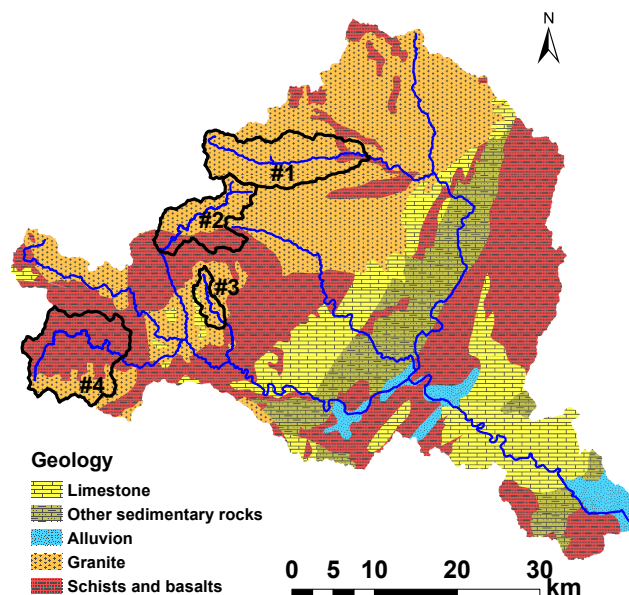 N
#1
#2
#3
#4
Geology
Limestone
Other sedimentary rocks
Alluvion
Granite
Schists and basalts
0 5 10 20 30
km